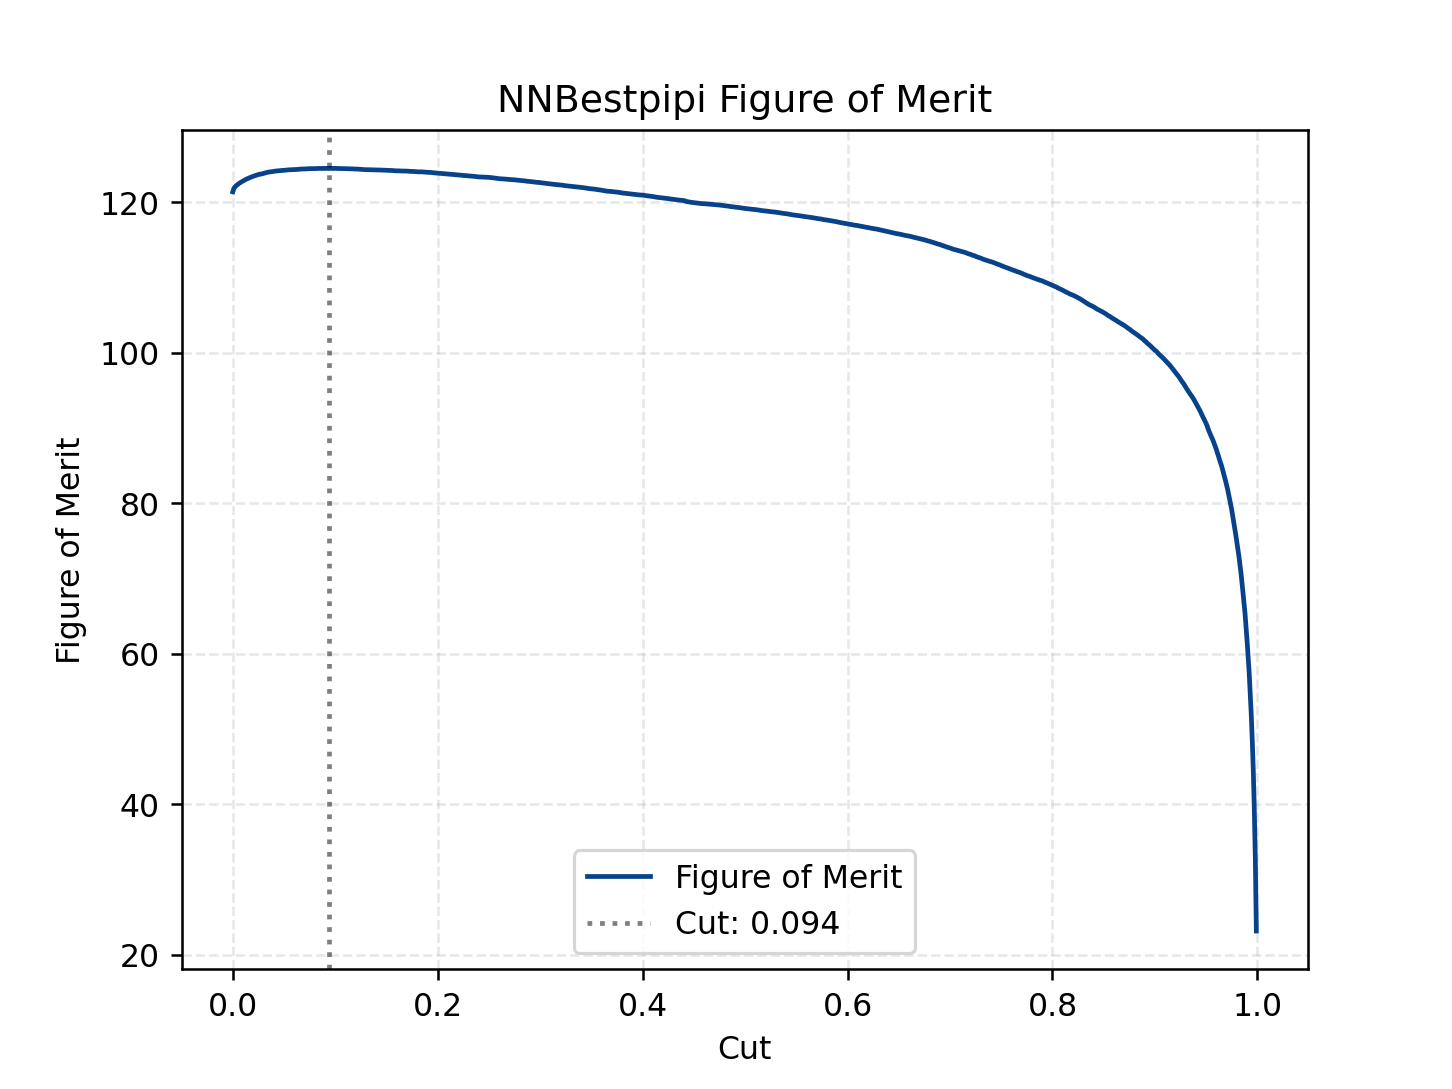 NNBestpipi Figure of Merit
Figure of Merit
120
100
80
60
40
20
0.0 0.2 0.4 0.6 0.8 1.0
Cut
Figure of Merit
Cut: 0.094